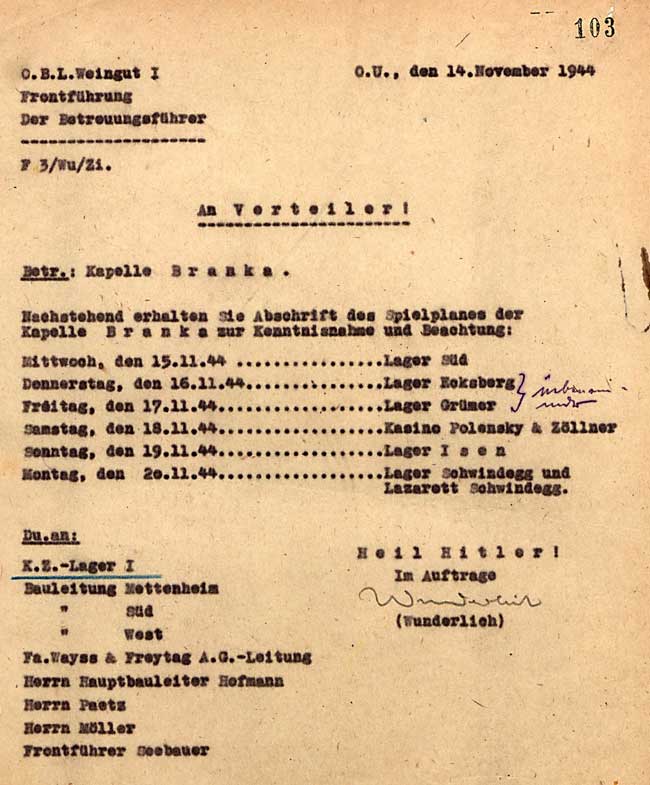 103
O.B.L.Weingut I
O.U., den 14.November 1944
Frontführung
Der Betreuungsführer
F 3/Wu/Zi.
An Verteiler!
Betr.: Kapelle Branka.
Nachstehend erhalten Sie Abschrift des Spielplanes der
Kapelle Branka zur Kenntnisnahme und Beachtung:
Mittwoch, den 15.11.44 ................Lager Süd
Donnerstag, den 16.11.44...............Lager Ecksberg
Freitag, den 17.11.44..................Lager Grümer
Samstag, den 18.11.44..................Kasino Polensky & Zöllner
Sonntag, den 19.11.44..................Lager Isen
Montag, den 20.11.44..................Lager Schwindegg und
Lazarett Schwindegg.
Du.an:
K.Z.-Lager I
Bauleitung Mettenheim
" Süd
" West
Fa.Wayss & Freytag A.G.-Leitung
Herrn Hauptbauleiter Hofmann
Herrn Paetz
Herrn Möller
Frontführer Seebauer
Heil Hitler!
Im Auftrage
Wunderlich
(Wunderlich)